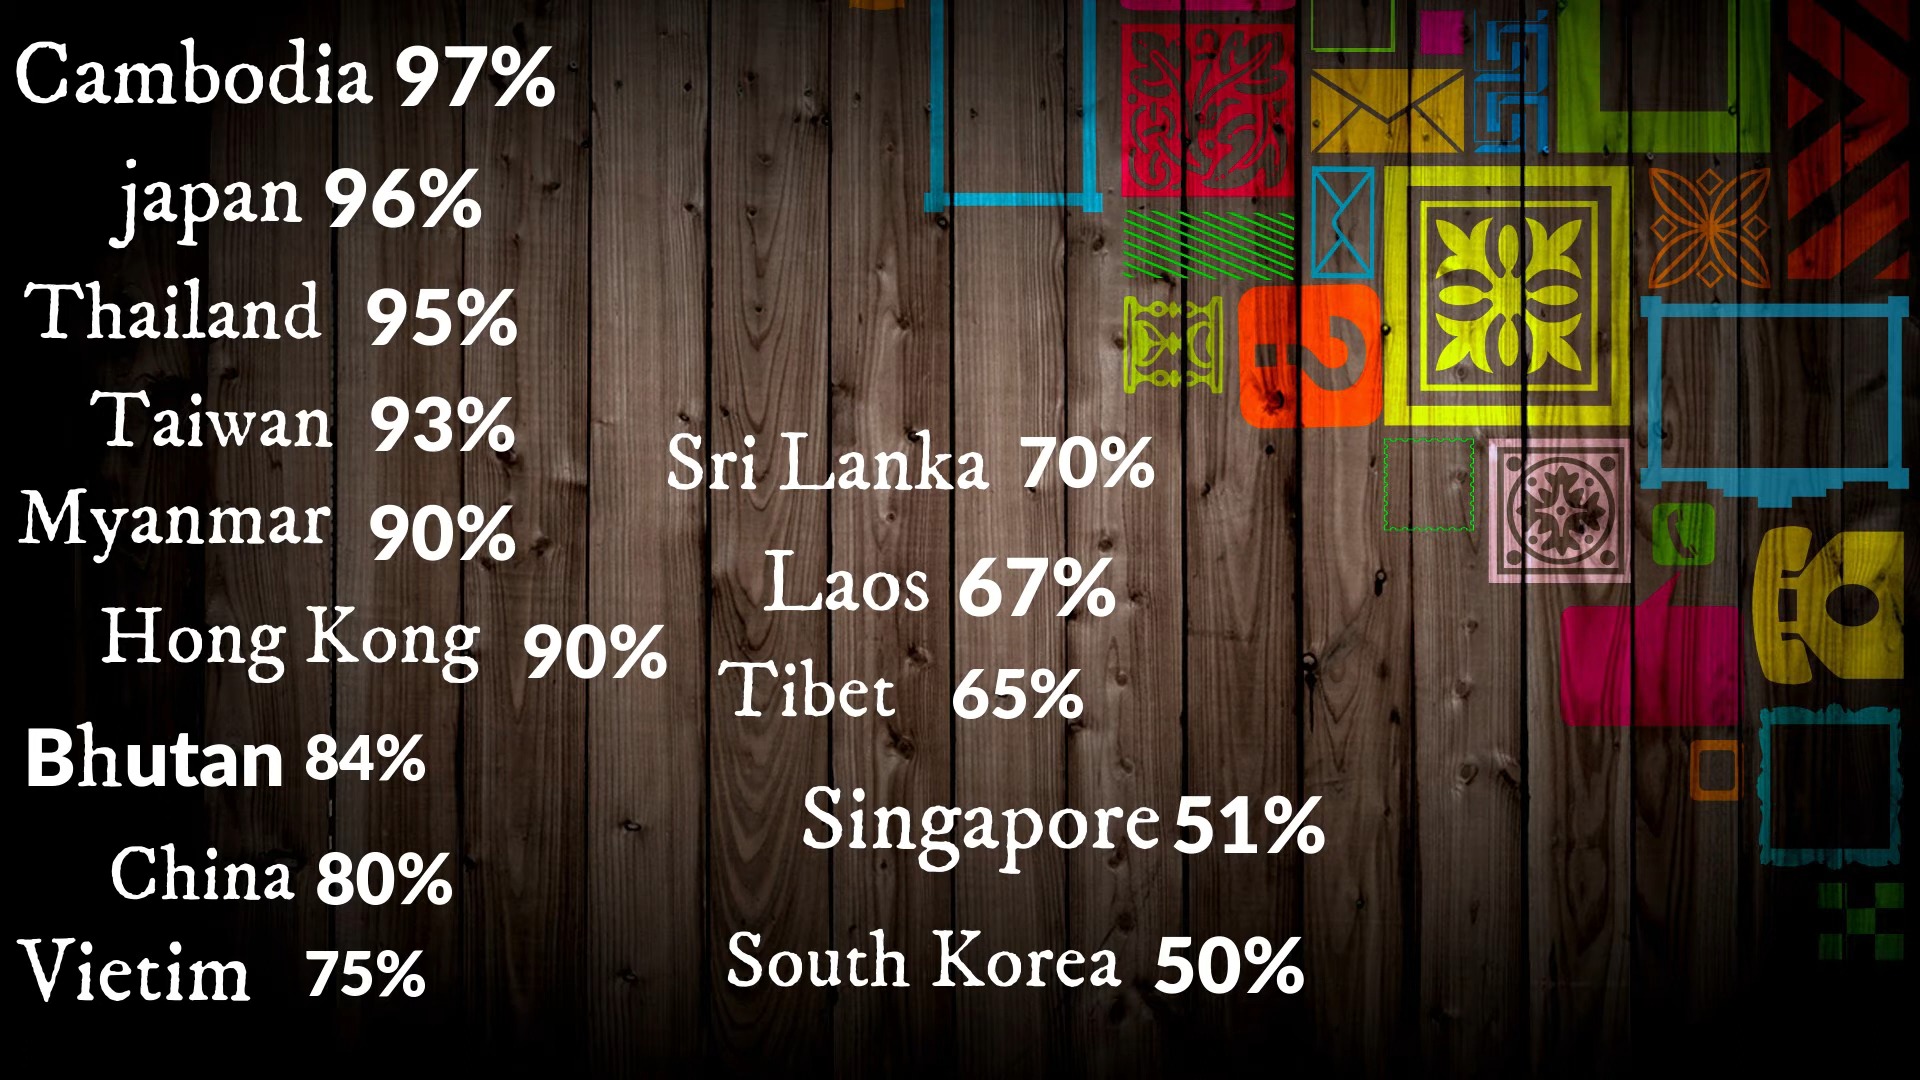 Cambodia 97%
japan 96%
Thailand 95%
Taiwan 93%
Myanmar 90%
Hong Kong 90%
Bhutan 84%
China 80%
Vietim 75%
Sri Lanka 70%
Laos 67%
Tibet 65%
Singapore 51%
South Korea 50%